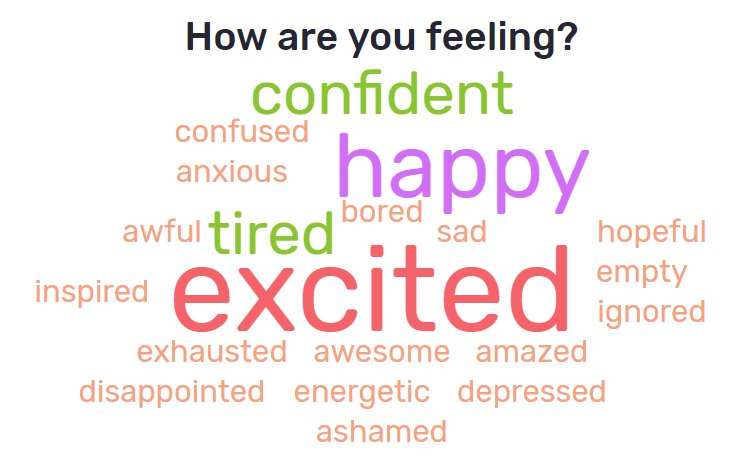 How are you feeling?
confident
confused
happy
anxious
bored
awful tired sad hopeful
empty
inspired excited ignored
exhausted awesome amazed
disappointed energetic depressed
ashamed